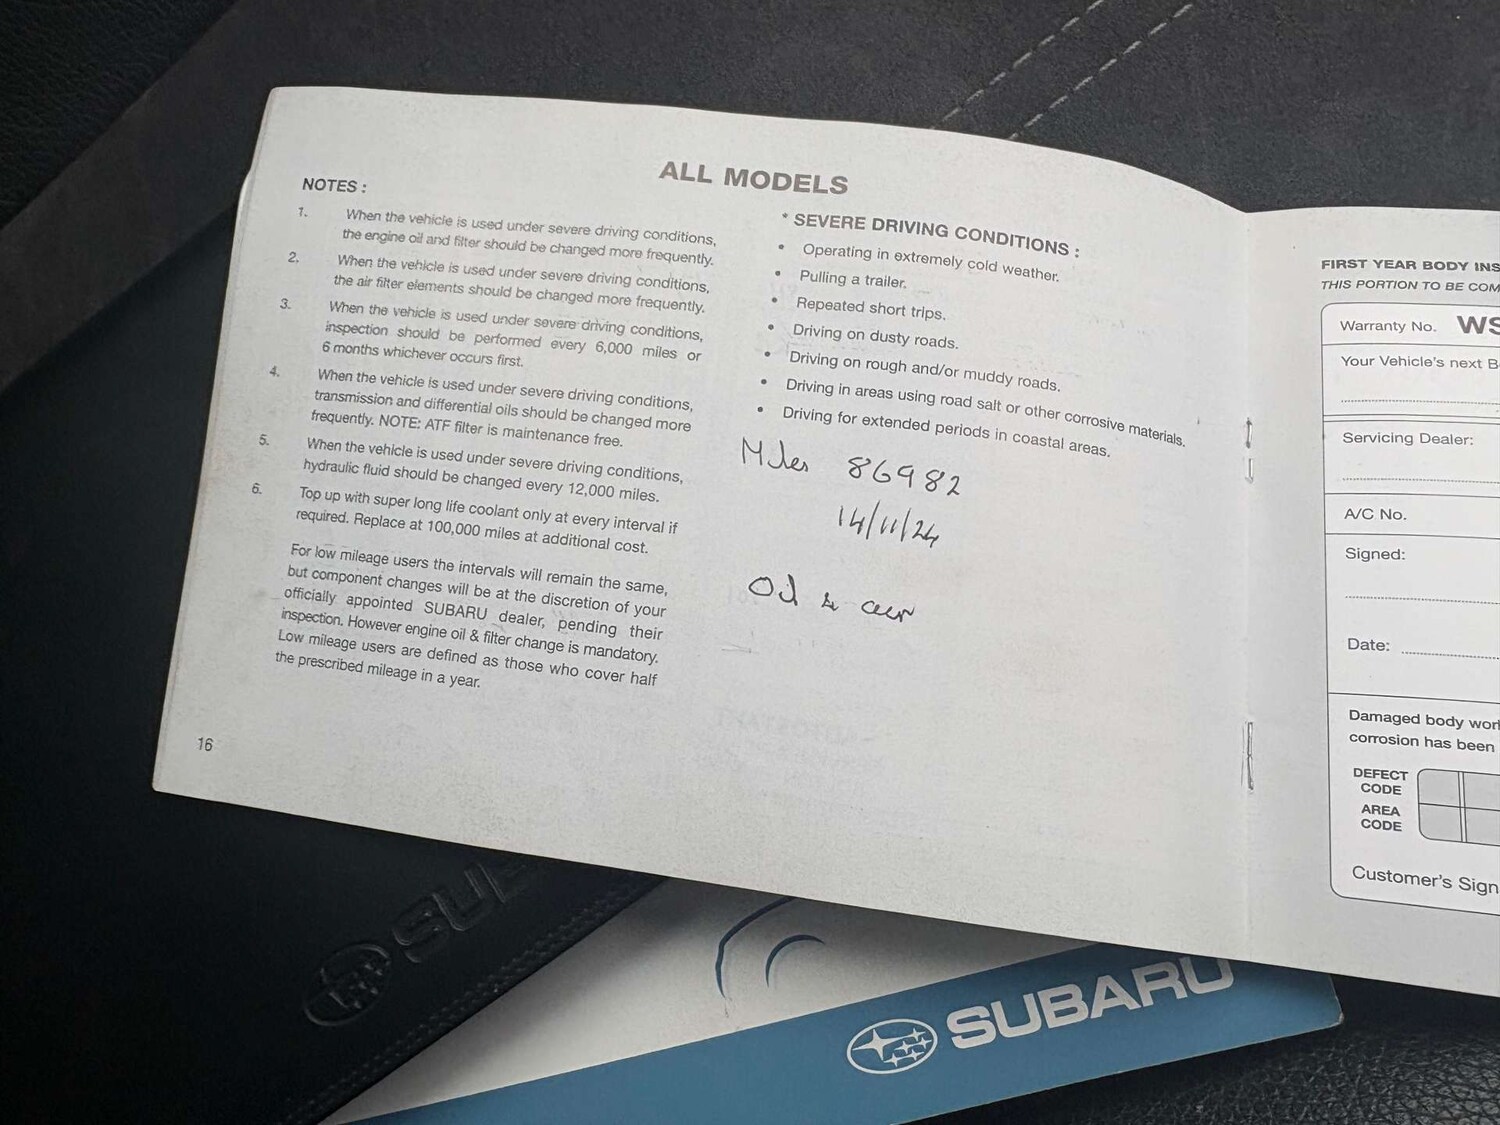 ALL MODELS
NOTES :
1. When the vehicle is used under severe driving conditions,
the engine oil and filter should be changed more frequently.
2. When the vehicle is used under severe driving conditions,
the air filter elements should be changed more frequently.
3. When the vehicle is used under severe driving conditions,
inspection should be performed every 6,000 miles or
6 months whichever occurs first.
4. When the vehicle is used under severe driving conditions,
transmission and differential oils should be changed more
frequently. NOTE: ATF filter is maintenance free.
5. When the vehicle is used under severe driving conditions,
hydraulic fluid should be changed every 12,000 miles.
6. Top up with super long life coolant only at every interval if
required. Replace at 100,000 miles at additional cost.
For low mileage users the intervals will remain the same,
but component changes will be at the discretion of your
officially appointed SUBARU dealer, pending their
inspection. However engine oil & filter change is mandatory.
Low mileage users are defined as those who cover half
the prescribed mileage in a year.
16
* SEVERE DRIVING CONDITIONS :
• Operating in extremely cold weather.
• Pulling a trailer.
• Repeated short trips.
• Driving on dusty roads.
• Driving on rough and/or muddy roads.
• Driving in areas using road salt or other corrosive materials.
• Driving for extended periods in coastal areas.
Miles 86982
14/11/24
Oil &
FIRST YEAR BODY INS
THIS PORTION TO BE COM
Warranty No. WS
Your Vehicle's next B
Servicing Dealer:
A/C No.
Signed:
Date:
Damaged body wor
corrosion has been
DEFECT
CODE
AREA
CODE
Customer's Sign
SUB
SUBARU